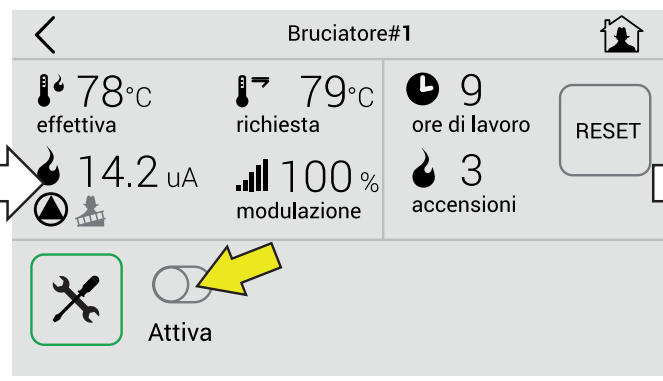 Bruciatore#1
78°C
effettiva
79°C
richiesta
9
ore di lavoro
RESET
14.2 uA
100 %
modulazione
3
accensioni
Attiva